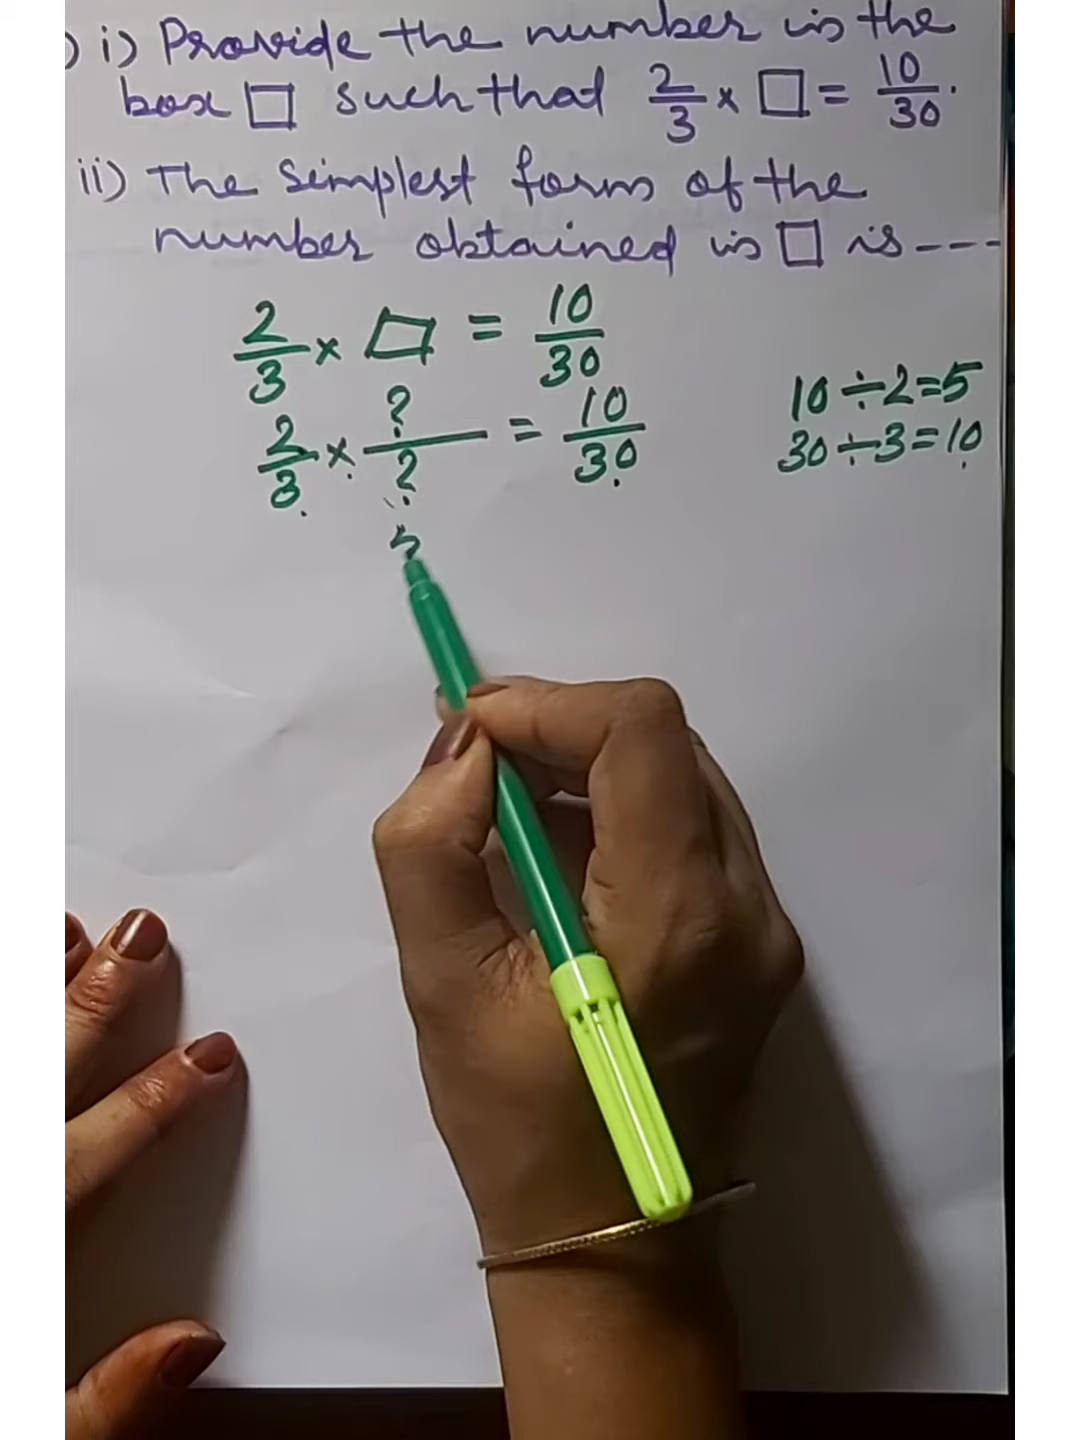 ) i) Provide the number in the
box □ such that 2/3 × □ = 10/30.
ii) The simplest form of the
number obtained in □ is ----
2/3 × □ = 10/30
2/3 × ?/? = 10/30
10 ÷ 2 = 5
30 ÷ 3 = 10
5